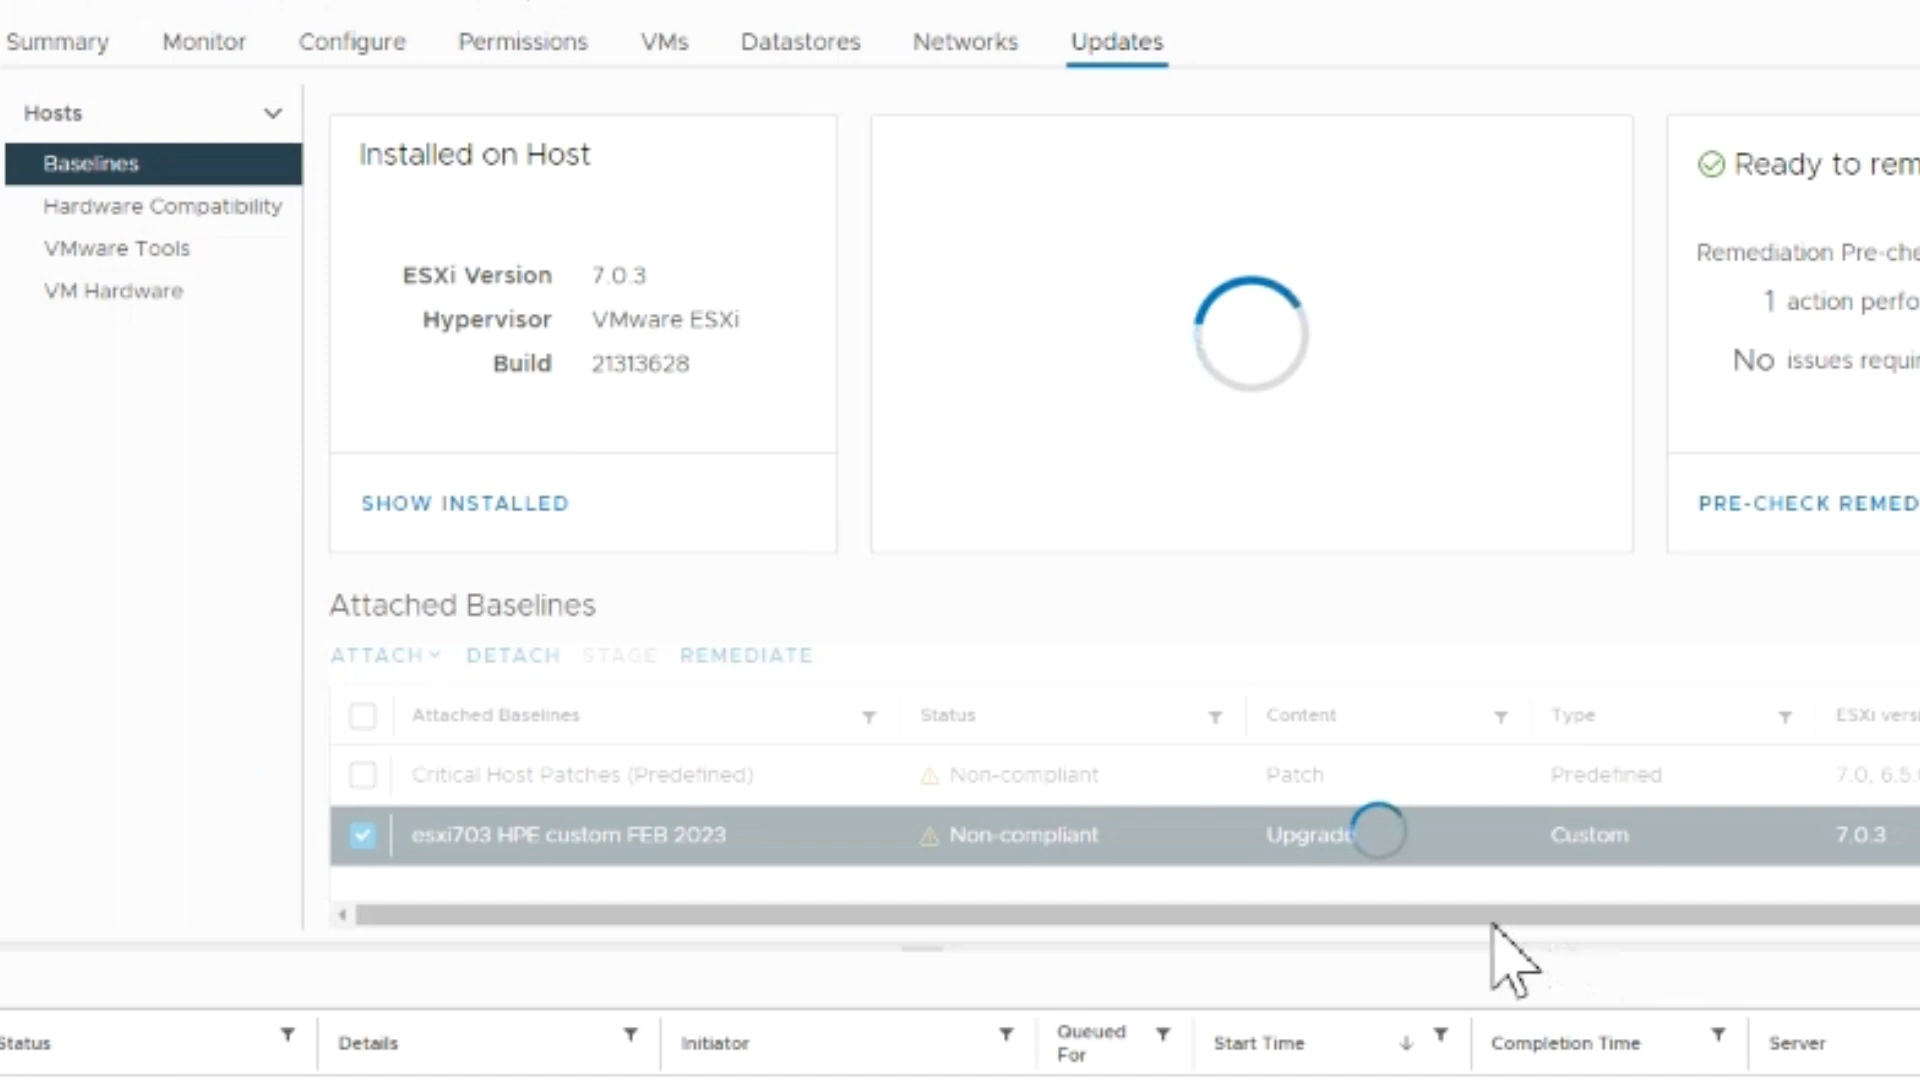 Summary Monitor Configure Permissions VMs Datastores Networks Updates
Hosts
Baselines
Hardware Compatibility
VMware Tools
VM Hardware
Installed on Host
ESXi Version 7.0.3
Hypervisor VMware ESXi
Build 21313628
SHOW INSTALLED
Ready to rem
Remediation Pre-che
1 action perfo
No issues requir
PRE-CHECK REMED
Attached Baselines
ATTACH DETACH STAGE REMEDIATE
Attached Baselines Status Content Type ESXi versi
Critical Host Patches (Predefined) Non-compliant Patch Predefined 7.0, 6.5.
esxi703 HPE custom FEB 2023 Non-compliant Upgrade Custom 7.0.3
Status Details Initiator Queued For Start Time Completion Time Server